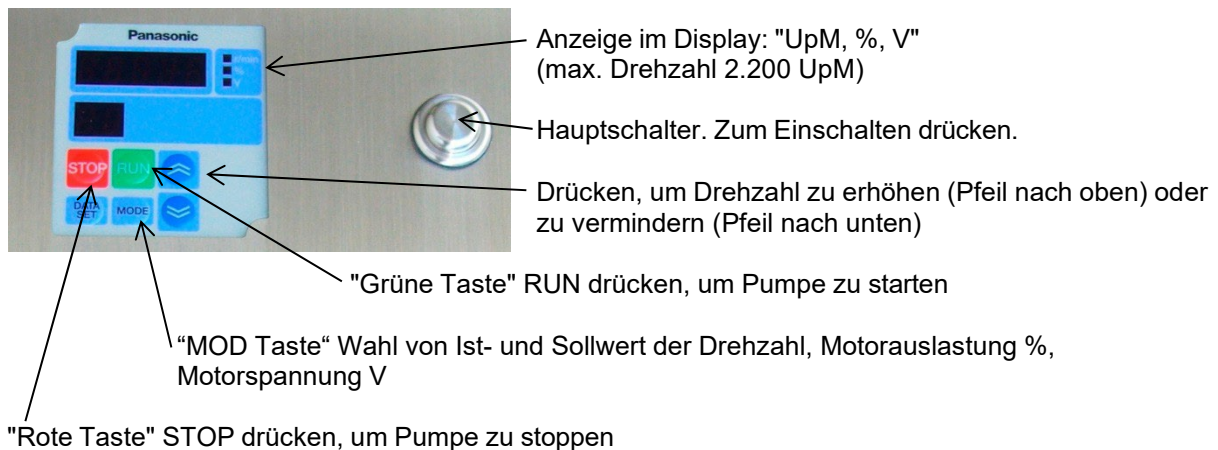 Panasonic
r/min
%
V
STOP RUN
DATA SET MODE
Anzeige im Display: "UpM, %, V"
(max. Drehzahl 2.200 UpM)
Hauptschalter. Zum Einschalten drücken.
Drücken, um Drehzahl zu erhöhen (Pfeil nach oben) oder
zu vermindern (Pfeil nach unten)
"Grüne Taste" RUN drücken, um Pumpe zu starten
“MOD Taste“ Wahl von Ist- und Sollwert der Drehzahl, Motorauslastung %,
Motorspannung V
"Rote Taste" STOP drücken, um Pumpe zu stoppen